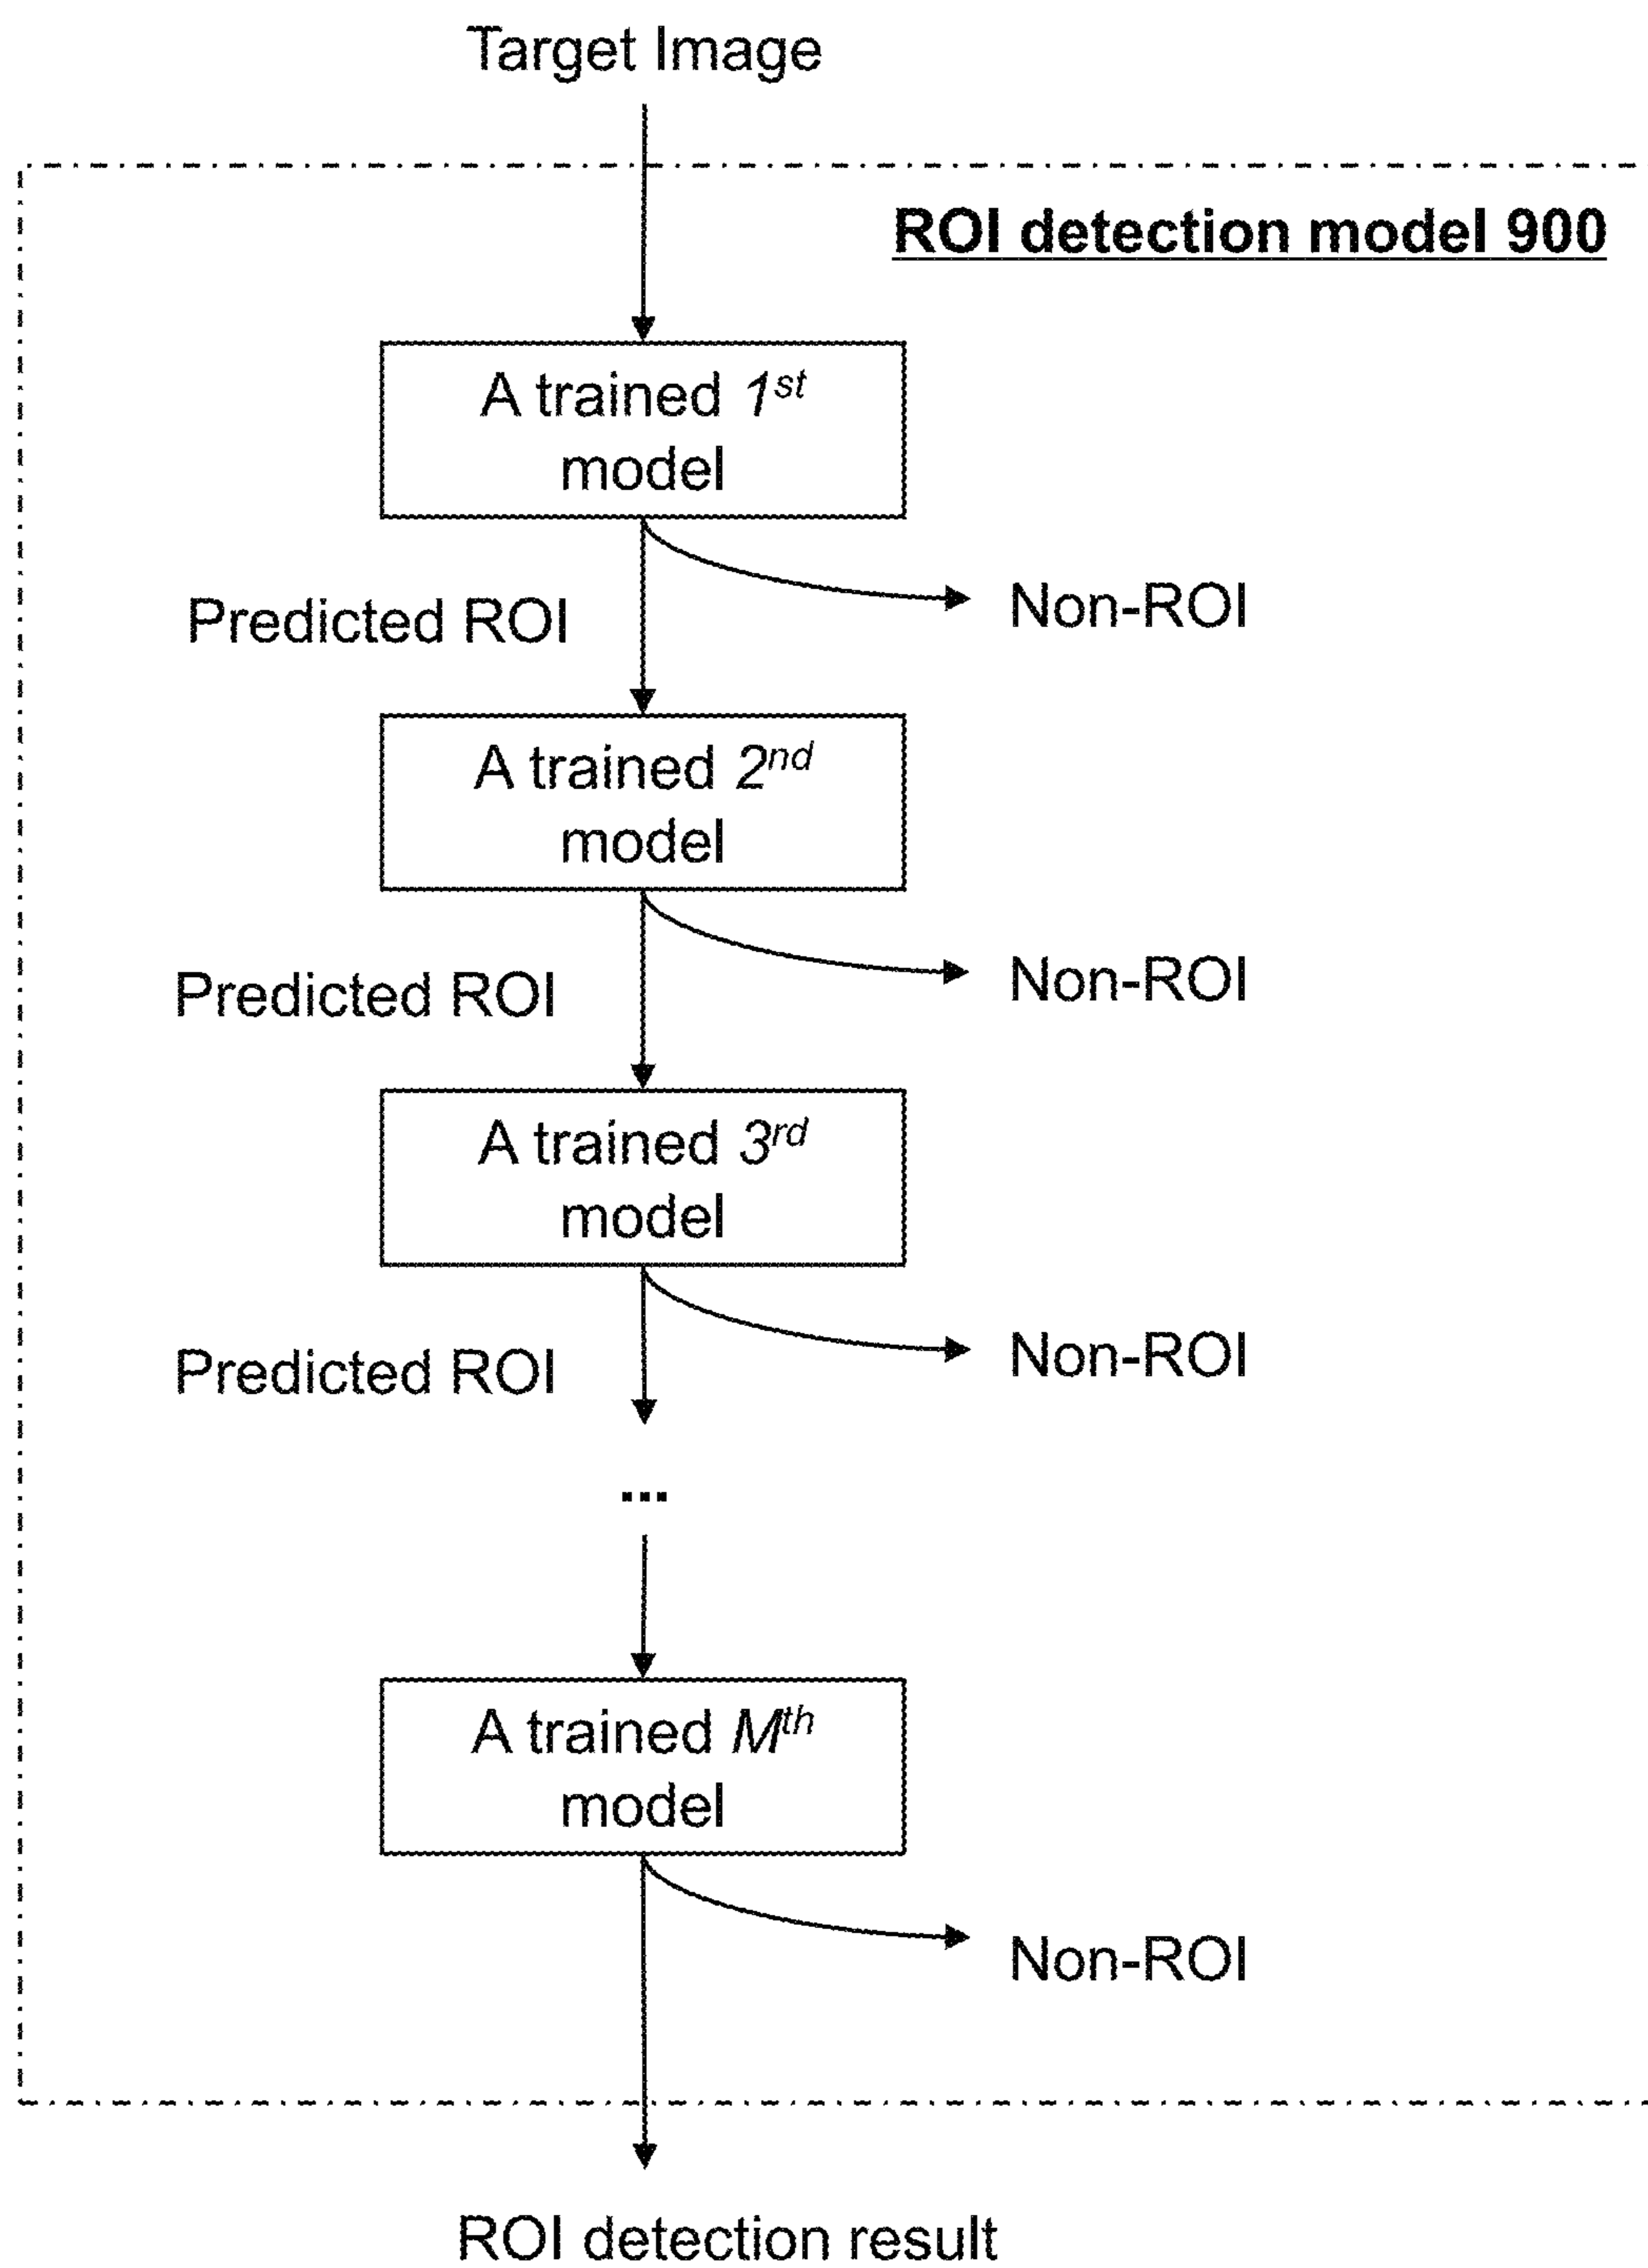 Target Image
ROI detection model 900
A trained 1st
model
Predicted ROI
Non-ROI
A trained 2nd
model
Predicted ROI
Non-ROI
A trained 3rd
model
Predicted ROI
Non-ROI
...
A trained Mth
model
Non-ROI
ROI detection result